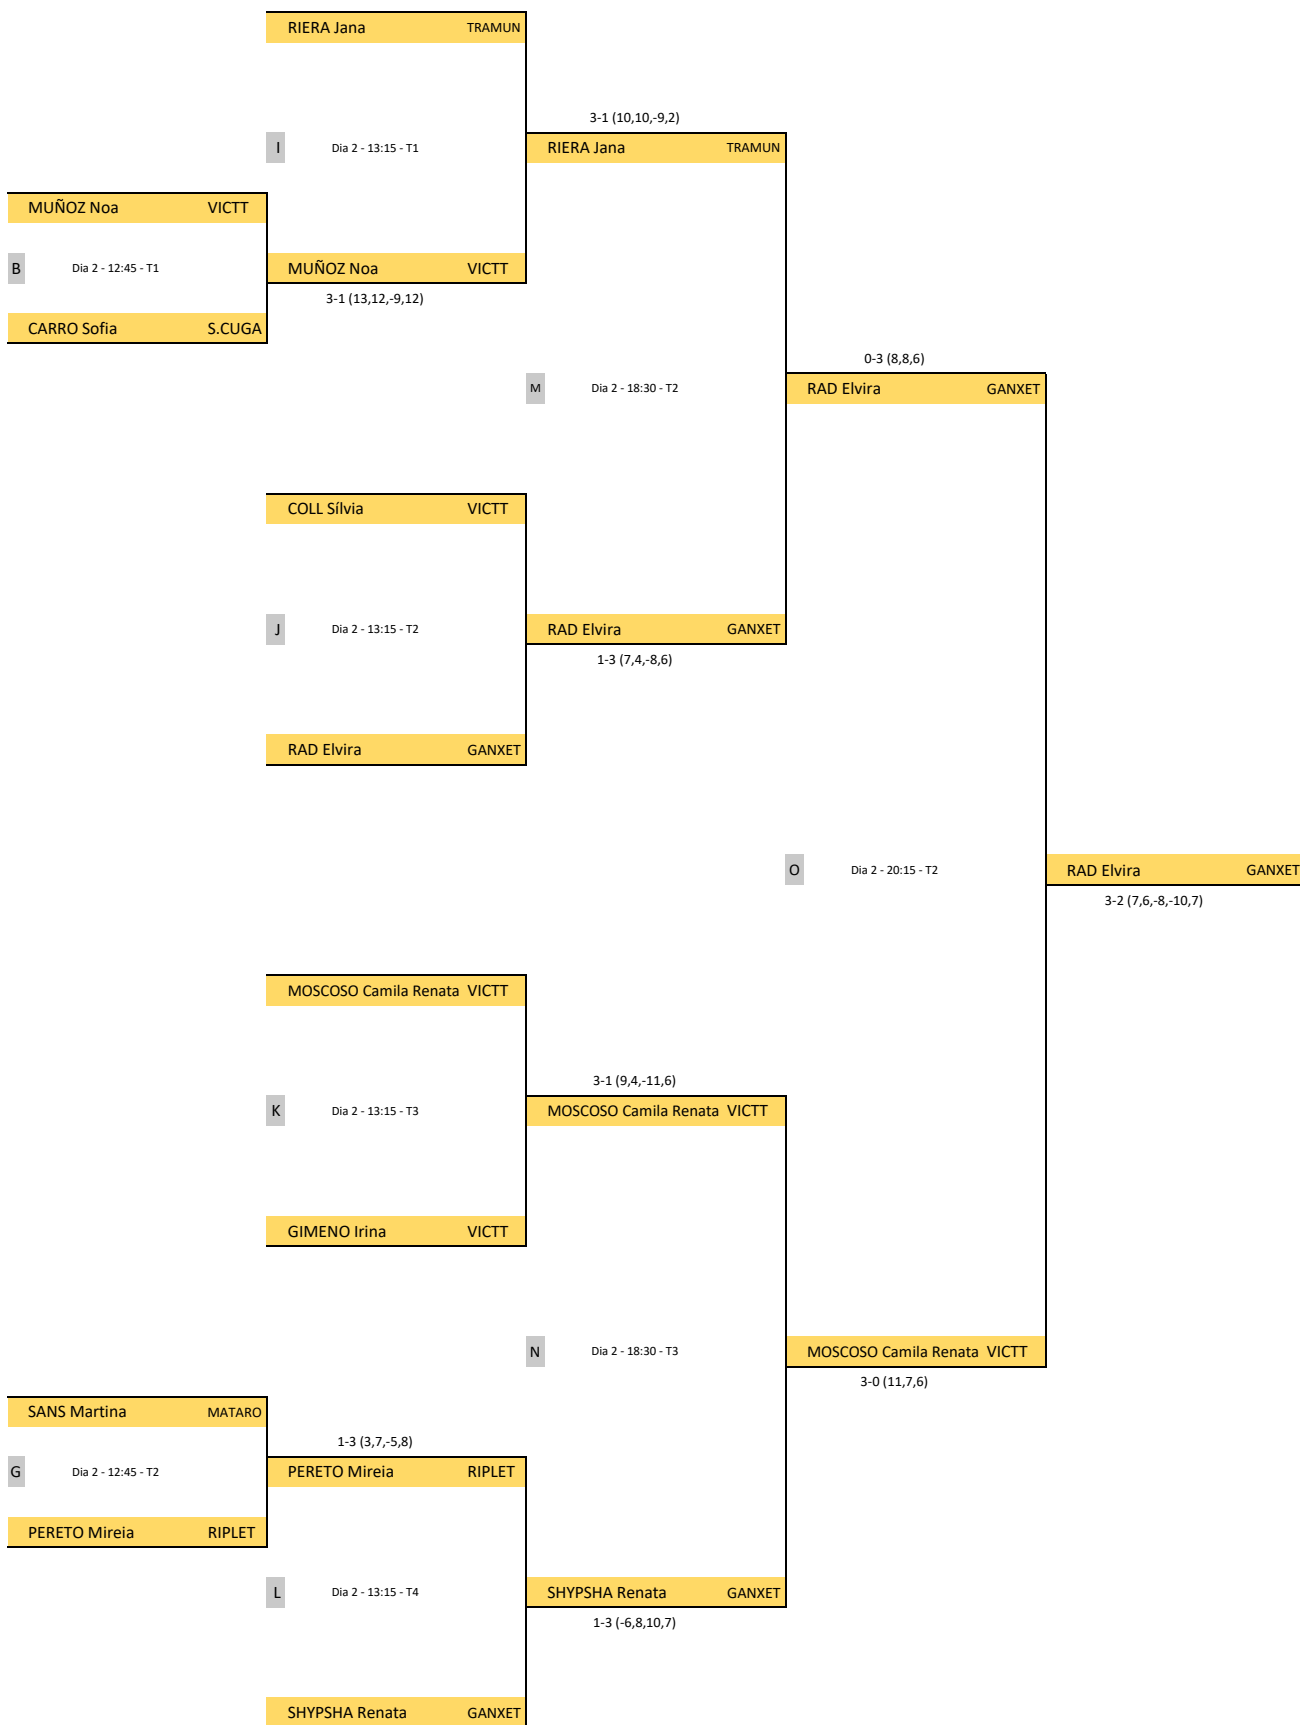 RIERA Jana TRAMUN
3-1 (10,10,-9,2)
I Dia 2 - 13:15 - T1 RIERA Jana TRAMUN
MUÑOZ Noa VICTT
B Dia 2 - 12:45 - T1 MUÑOZ Noa VICTT
3-1 (13,12,-9,12)
CARRO Sofia S.CUGA
0-3 (8,8,6)
M Dia 2 - 18:30 - T2 RAD Elvira GANXET
COLL Sílvia VICTT
J Dia 2 - 13:15 - T2 RAD Elvira GANXET
1-3 (7,4,-8,6)
RAD Elvira GANXET
O Dia 2 - 20:15 - T2 RAD Elvira GANXET
3-2 (7,6,-8,-10,7)
MOSCOSO Camila Renata VICTT
3-1 (9,4,-11,6)
K Dia 2 - 13:15 - T3 MOSCOSO Camila Renata VICTT
GIMENO Irina VICTT
N Dia 2 - 18:30 - T3 MOSCOSO Camila Renata VICTT
3-0 (11,7,6)
SANS Martina MATARO
1-3 (3,7,-5,8)
G Dia 2 - 12:45 - T2 PERETO Mireia RIPLET
PERETO Mireia RIPLET
L Dia 2 - 13:15 - T4 SHYPSHA Renata GANXET
1-3 (-6,8,10,7)
SHYPSHA Renata GANXET